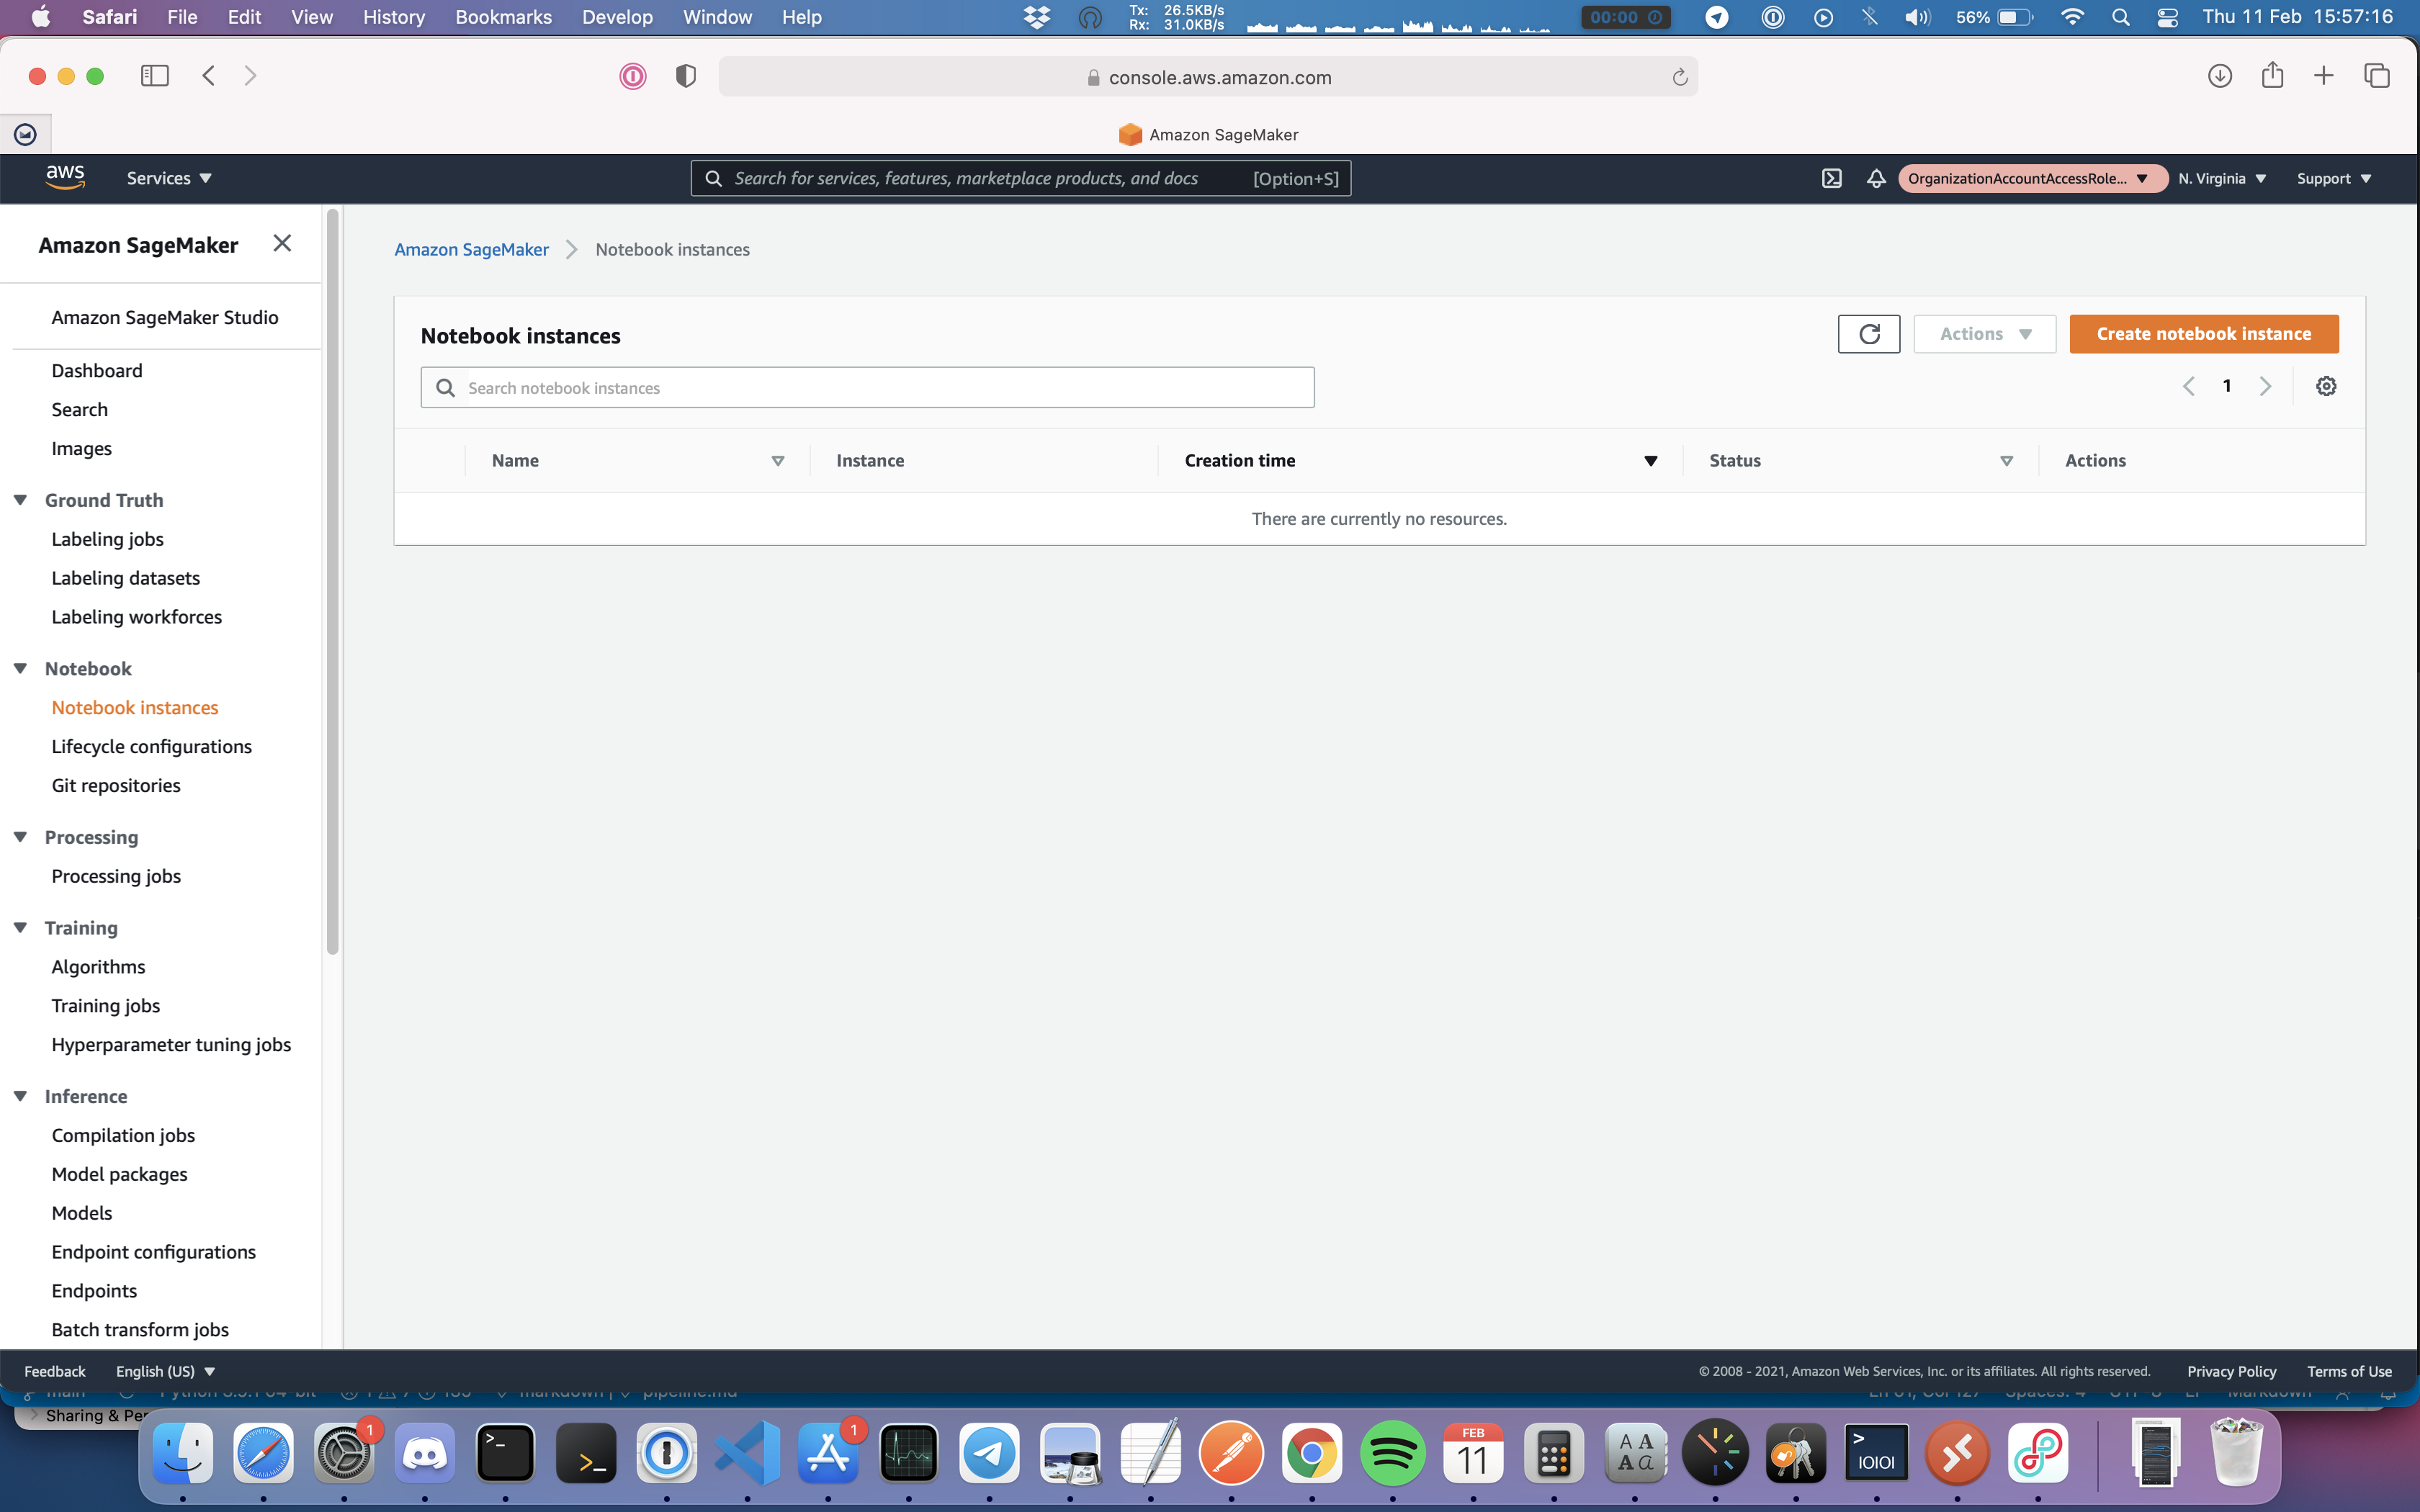 Safari File Edit View History Bookmarks Develop Window Help
Tx: 26.5KB/s
Rx: 31.0KB/s
00:00
56%
Thu 11 Feb 15:57:16
console.aws.amazon.com
Amazon SageMaker
aws
Services
Search for services, features, marketplace products, and docs [Option+S]
OrganizationAccountAccessRole...
N. Virginia
Support
Amazon SageMaker
Amazon SageMaker Studio
Dashboard
Search
Images
Ground Truth
Labeling jobs
Labeling datasets
Labeling workforces
Notebook
Notebook instances
Lifecycle configurations
Git repositories
Processing
Processing jobs
Training
Algorithms
Training jobs
Hyperparameter tuning jobs
Inference
Compilation jobs
Model packages
Models
Endpoint configurations
Endpoints
Batch transform jobs
Amazon SageMaker Notebook instances
Notebook instances
Actions
Create notebook instance
Search notebook instances
1
Name Instance Creation time Status Actions
There are currently no resources.
Feedback English (US)
© 2008 - 2021, Amazon Web Services, Inc. or its affiliates. All rights reserved. Privacy Policy Terms of Use
Sharing &
1
1
FEB
11
A A
A a
>
IOIOI